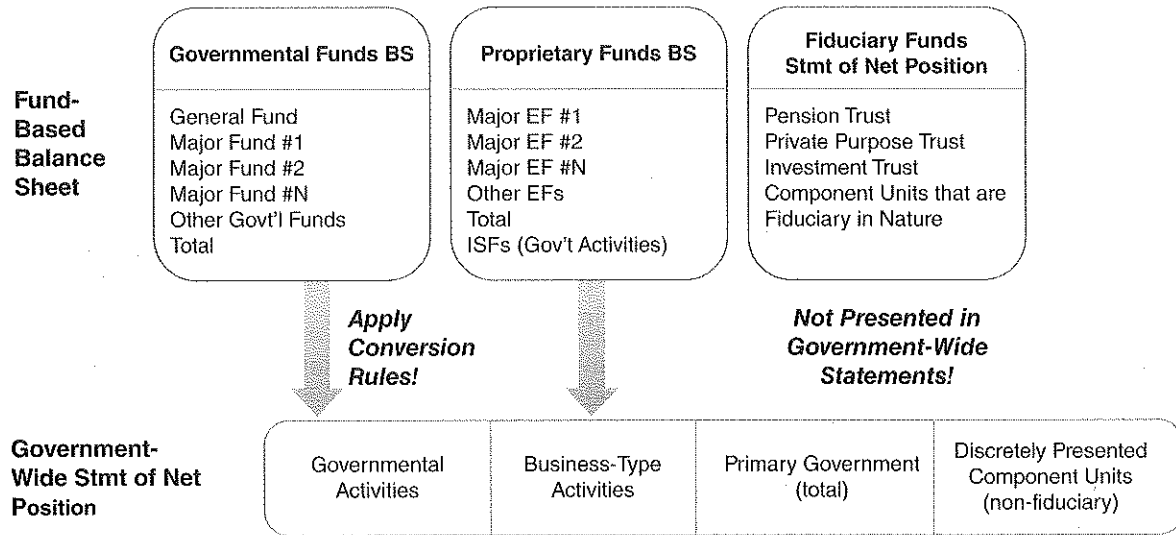 Fund-
Based
Balance
Sheet
Governmental Funds BS
General Fund
Major Fund #1
Major Fund #2
Major Fund #N
Other Govt'l Funds
Total
Proprietary Funds BS
Major EF #1
Major EF #2
Major EF #N
Other EFs
Total
ISFs (Gov't Activities)
Fiduciary Funds
Stmt of Net Position
Pension Trust
Private Purpose Trust
Investment Trust
Component Units that are
Fiduciary in Nature
Apply
Conversion
Rules!
Not Presented in
Government-Wide
Statements!
Government-
Wide Stmt of Net
Position
Governmental
Activities
Business-Type
Activities
Primary Government
(total)
Discretely Presented
Component Units
(non-fiduciary)